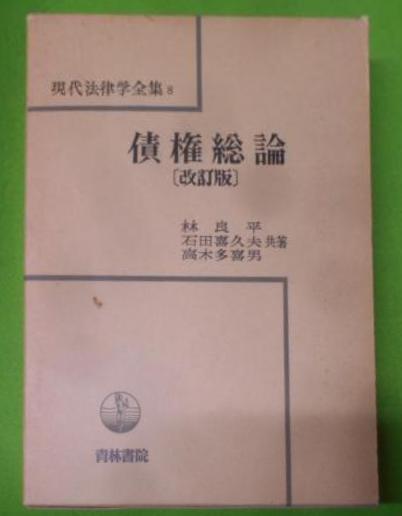 現代法律学全集8
債権総論
〔改訂版〕
林良平
石田喜久夫共著
高木多喜男
青林書院